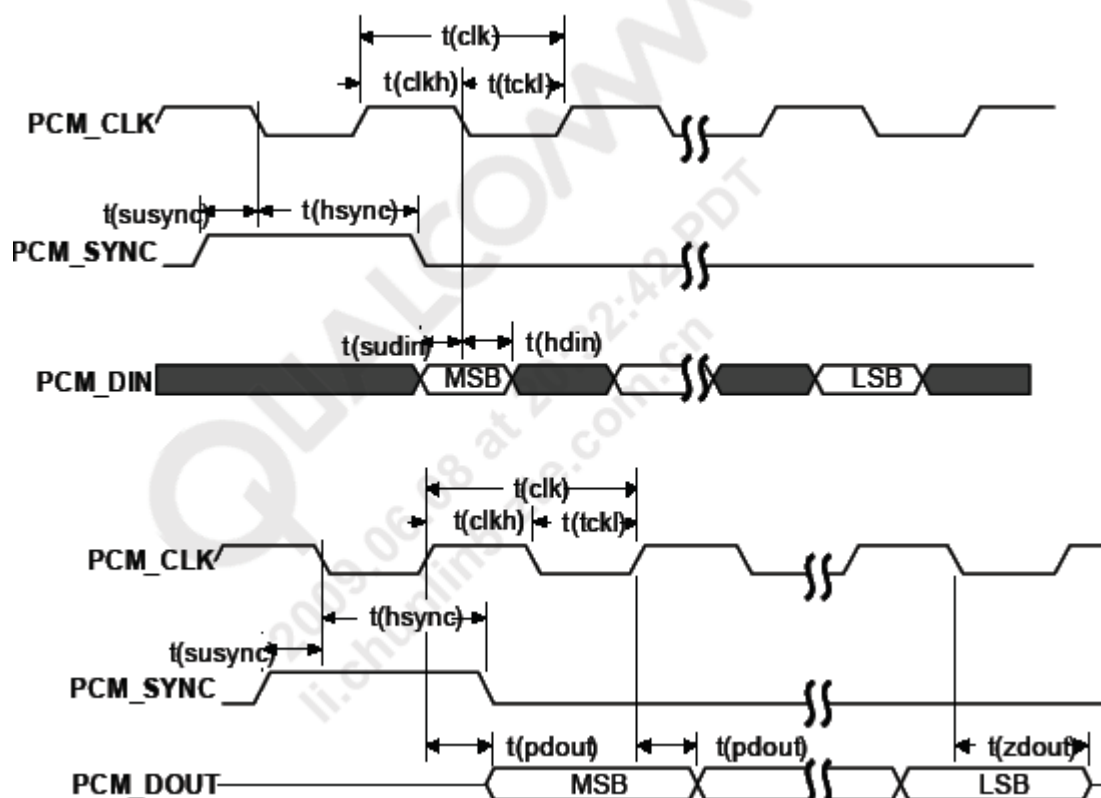 t(clk)
t(clkh) t(tckl)
PCM_CLK
t(susync) t(hsync)
PCM_SYNC
t(sudin) t(hdin)
PCM_DIN MSB LSB
t(clk)
t(clkh) t(tckl)
PCM_CLK
t(hsync)
t(susync)
PCM_SYNC
t(pdout) t(pdout) t(zdout)
PCM_DOUT MSB LSB
QUALCOMM